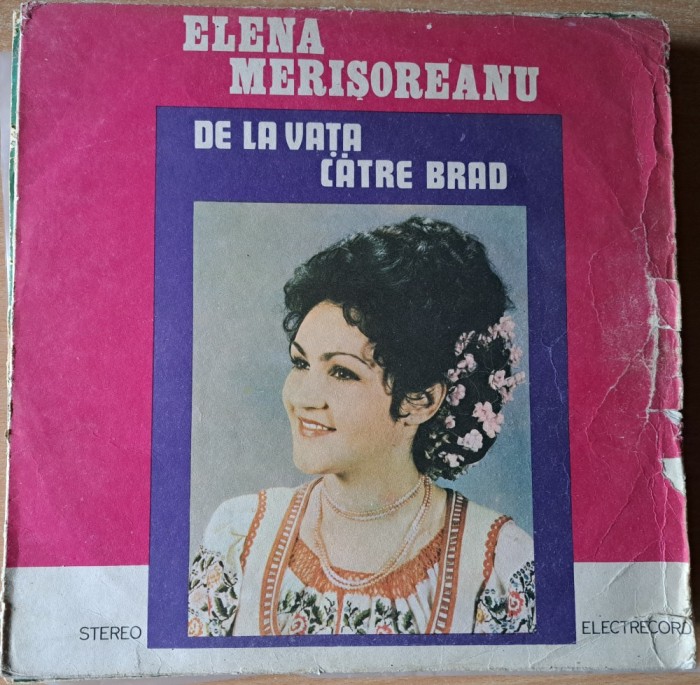 ELENA
MERIȘOREANU
DE LA VAȚA
CĂTRE BRAD
STEREO
ELECTRECORD